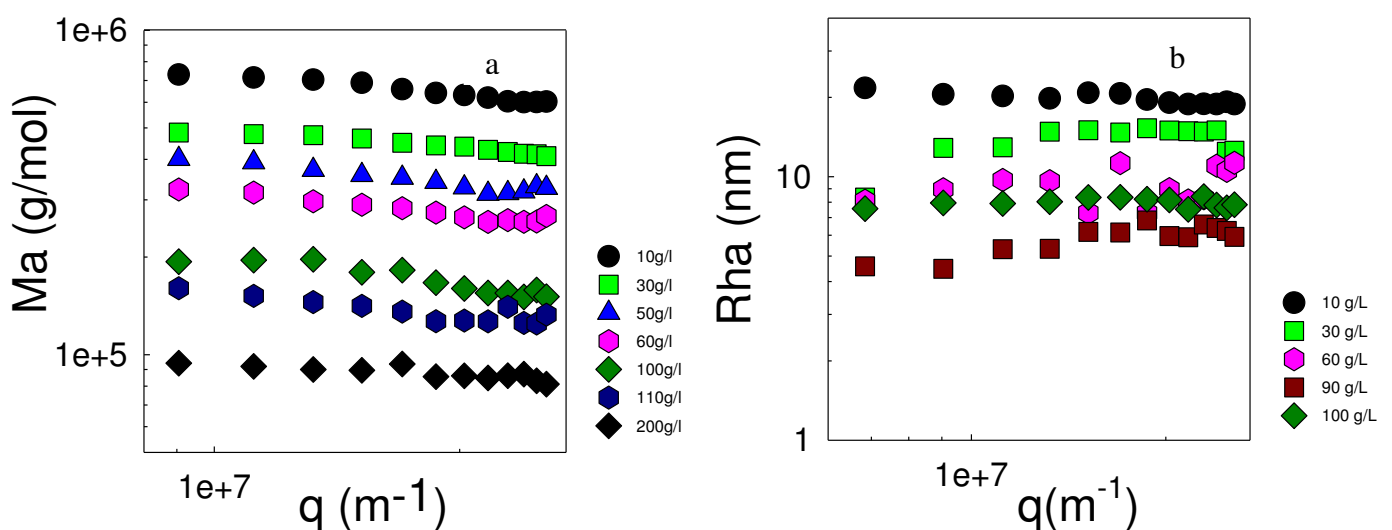 1e+6
a
Ma (g/mol)
1e+5
1e+7
q (m-1)
10g/l
30g/l
50g/l
60g/l
100g/l
110g/l
200g/l
b
Rha (nm)
10
1
1e+7
q(m-1)
10 g/L
30 g/L
60 g/L
90 g/L
100 g/L